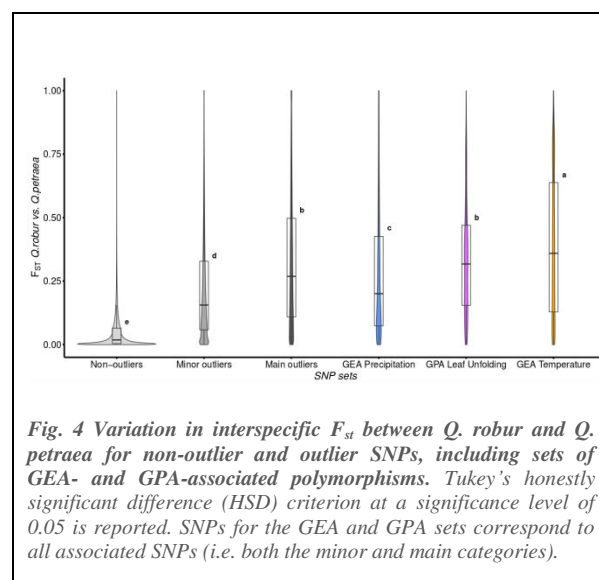 1.00
0.75
0.50
0.25
0.00
F_ST Q.robur vs. Q.petraea
e
d
b
c
b
a
Non-outliers Minor outliers Main outliers GEA Precipitation GPA Leaf Unfolding GEA Temperature
SNP sets
Fig. 4 Variation in interspecific F_st between Q. robur and Q.
petraea for non-outlier and outlier SNPs, including sets of
GEA- and GPA-associated polymorphisms. Tukey's honestly
significant difference (HSD) criterion at a significance level of
0.05 is reported. SNPs for the GEA and GPA sets correspond to
all associated SNPs (i.e. both the minor and main categories).